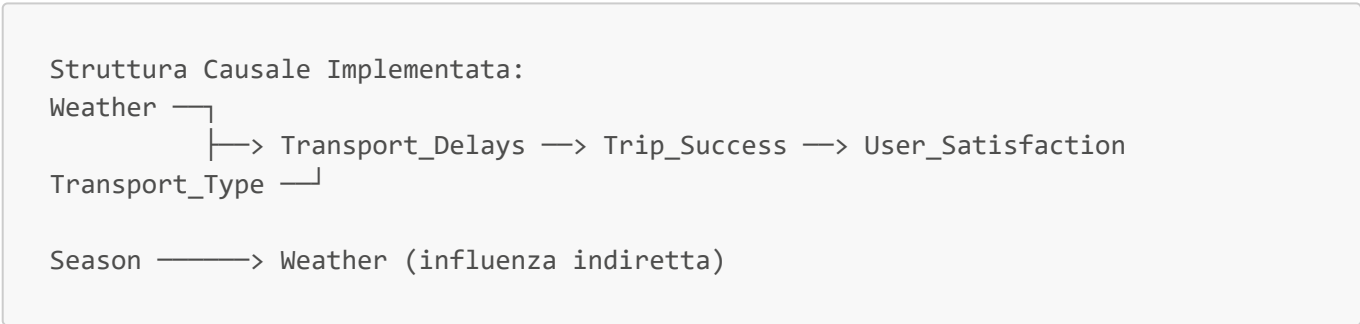 Struttura Causale Implementata:
Weather ──┐
          ├──> Transport_Delays ──> Trip_Success ──> User_Satisfaction
Transport_Type ──┘
Season ──────> Weather (influenza indiretta)